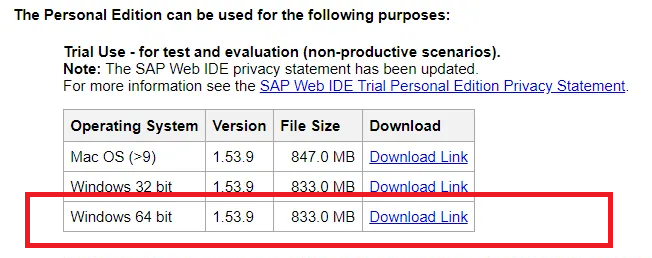 The Personal Edition can be used for the following purposes:
Trial Use - for test and evaluation (non-productive scenarios).
Note: The SAP Web IDE privacy statement has been updated.
For more information see the SAP Web IDE Trial Personal Edition Privacy Statement.
Operating System Version File Size Download
Mac OS (>9) 1.53.9 847.0 MB Download Link
Windows 32 bit 1.53.9 833.0 MB Download Link
Windows 64 bit 1.53.9 833.0 MB Download Link